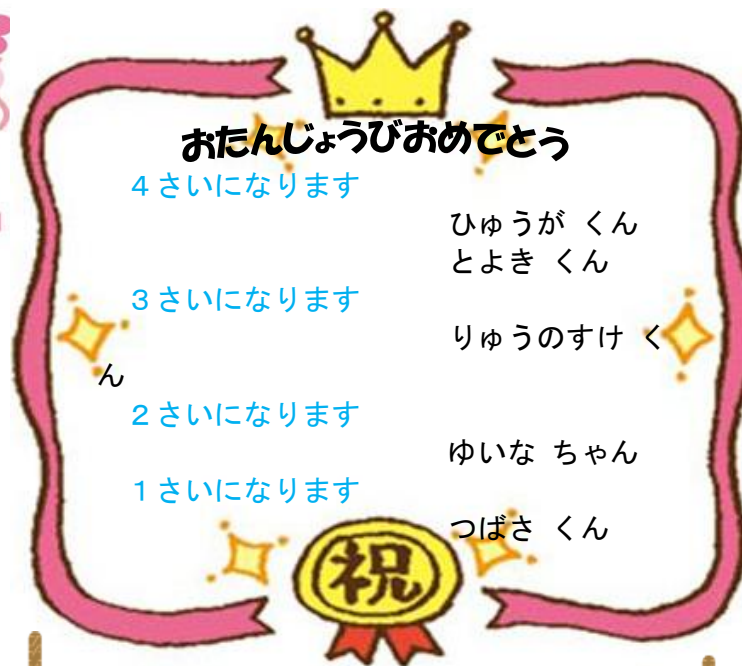 おたんじょうびおめでとう
４さいになります
ひゅうが くん
とよき くん
３さいになります
りゅうのすけ く
ん
２さいになります
ゆいな ちゃん
１さいになります
つばさ くん
祝